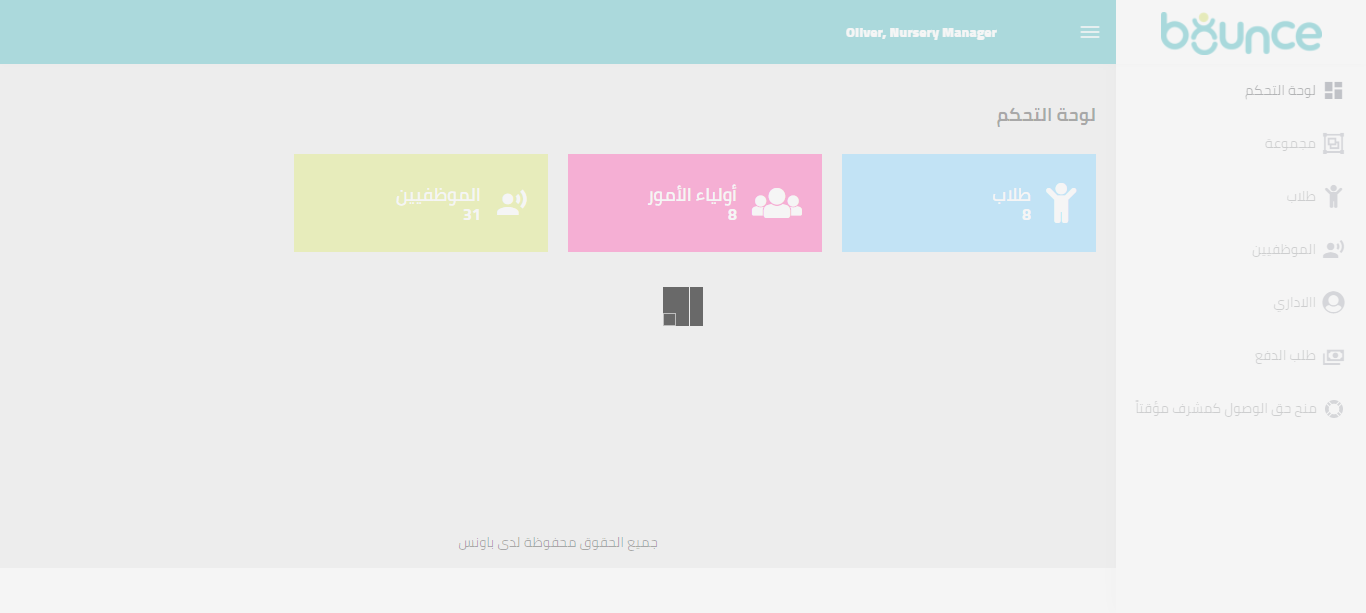 bounce
Oliver, Nursery Manager
لوحة التحكم
مجموعة
طلاب
الموظفيين
االاداري
طلب الدفع
منح حق الوصول كمشرف مؤقتاً
لوحة التحكم
طلاب
8
أولياء الأمور
8
الموظفيين
31
جميع الحقوق محفوظة لدى باونس